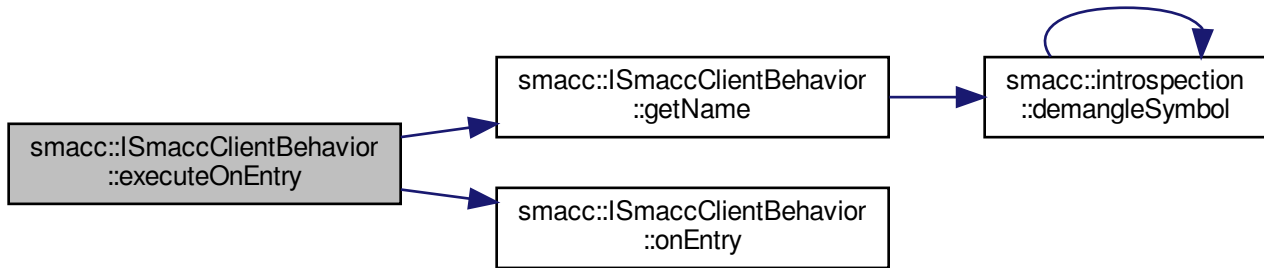 smacc::ISmaccClientBehavior
::executeOnEntry
smacc::ISmaccClientBehavior
::getName
smacc::introspection
::demangleSymbol
smacc::ISmaccClientBehavior
::onEntry